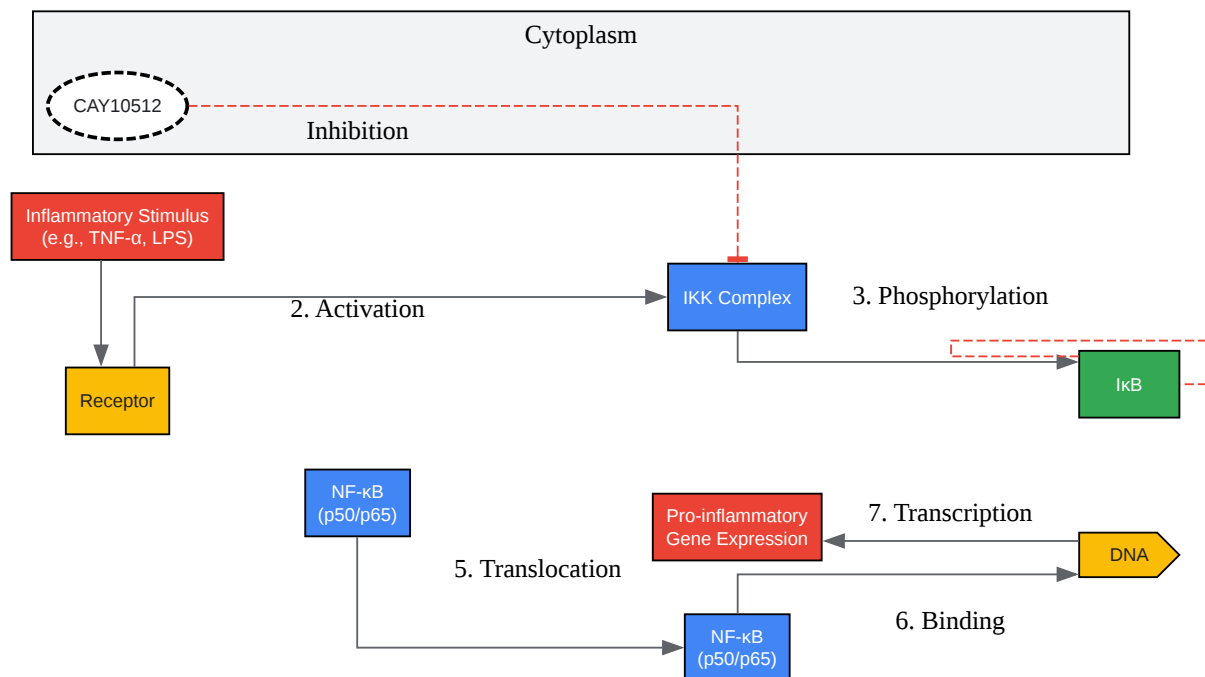 Cytoplasm
CAY10512
Inhibition
Inflammatory Stimulus
(e.g., TNF-α, LPS)
2. Activation
IKK Complex
3. Phosphorylation
Receptor
IκB
NF-κB
(p50/p65)
Pro-inflammatory
Gene Expression
7. Transcription
DNA
5. Translocation
6. Binding
NF-κB
(p50/p65)